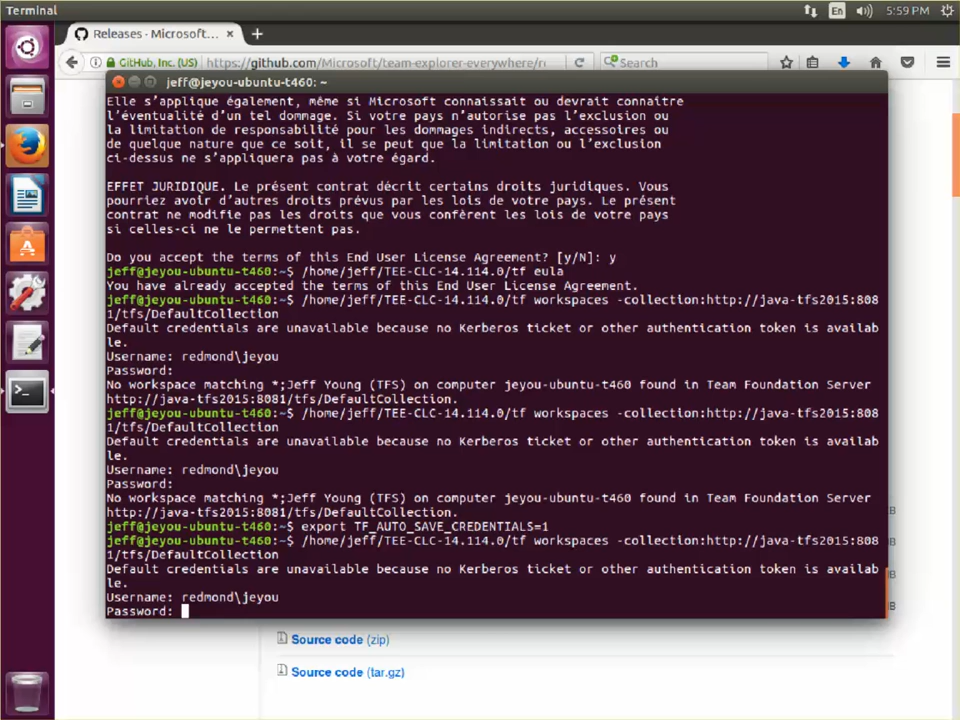 Terminal
En
5:59 PM
Releases · Microsoft... × +
GitHub, Inc. (US)
https://github.com/Microsoft/team-explorer-everywhere/
Search
jeff@jeyou-ubuntu-t460: ~
Elle s’applique également, même si Microsoft connaissait ou devrait connaître
l’éventualité d’un tel dommage. Si votre pays n’autorise pas l’exclusion ou
la limitation de responsabilité pour les dommages indirects, accessoires ou
de quelque nature que ce soit, il se peut que la limitation ou l’exclusion
ci-dessus ne s’appliquera pas à votre égard.
EFFET JURIDIQUE. Le présent contrat décrit certains droits juridiques. Vous
pourriez avoir d’autres droits prévus par les lois de votre pays. Le présent
contrat ne modifie pas les droits que vous confèrent les lois de votre pays
si celles-ci ne le permettent pas.
Do you accept the terms of this End User License Agreement? [y/N]: y
jeff@jeyou-ubuntu-t460:~$ /home/jeff/TEE-CLC-14.114.0/tf eula
You have already accepted the terms of this End User License Agreement.
jeff@jeyou-ubuntu-t460:~$ /home/jeff/TEE-CLC-14.114.0/tf workspaces -collection:http://java-tfs2015:808
1/tfs/DefaultCollection
Default credentials are unavailable because no Kerberos ticket or other authentication token is availab
le.
Username: redmond\jeyou
Password:
No workspace matching *;Jeff Young (TFS) on computer jeyou-ubuntu-t460 found in Team Foundation Server
http://java-tfs2015:8081/tfs/DefaultCollection.
jeff@jeyou-ubuntu-t460:~$ /home/jeff/TEE-CLC-14.114.0/tf workspaces -collection:http://java-tfs2015:808
1/tfs/DefaultCollection
Default credentials are unavailable because no Kerberos ticket or other authentication token is availab
le.
Username: redmond\jeyou
Password:
No workspace matching *;Jeff Young (TFS) on computer jeyou-ubuntu-t460 found in Team Foundation Server
http://java-tfs2015:8081/tfs/DefaultCollection.
jeff@jeyou-ubuntu-t460:~$ export TF_AUTO_SAVE_CREDENTIALS=1
jeff@jeyou-ubuntu-t460:~$ /home/jeff/TEE-CLC-14.114.0/tf workspaces -collection:http://java-tfs2015:808
1/tfs/DefaultCollection
Default credentials are unavailable because no Kerberos ticket or other authentication token is availab
le.
Username: redmond\jeyou
Password:
Source code (zip)
Source code (tar.gz)